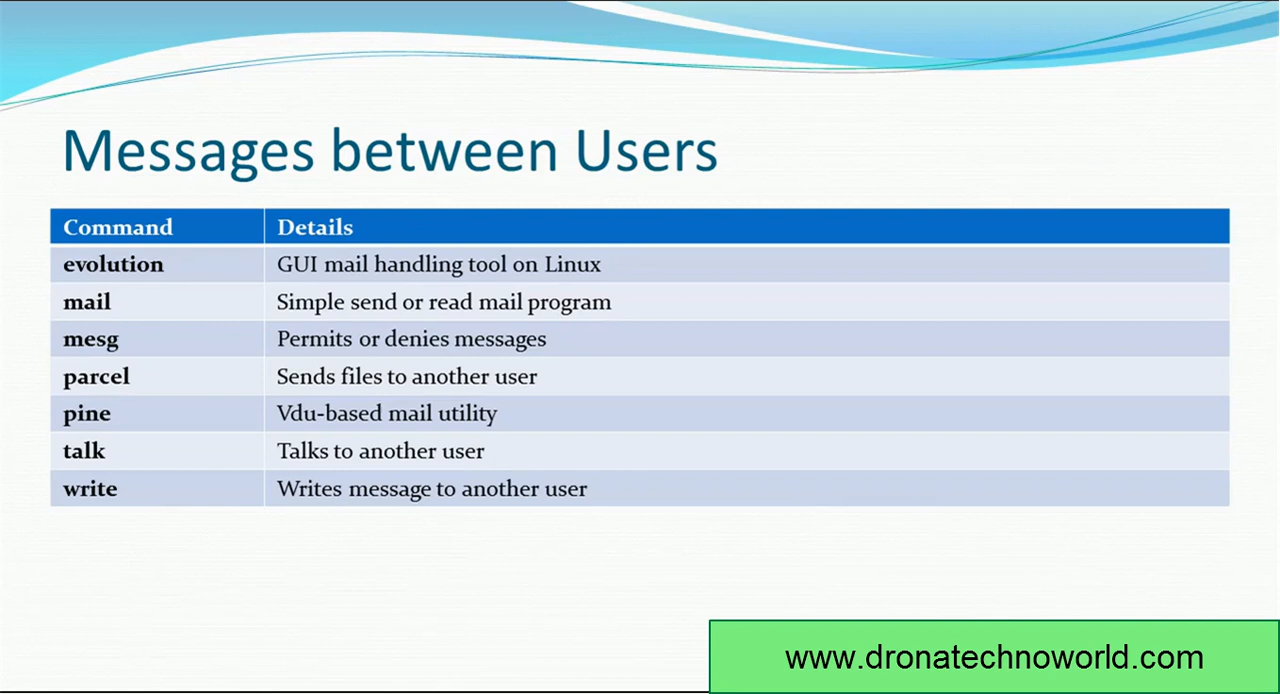 Messages between Users
Command Details
evolution GUI mail handling tool on Linux
mail Simple send or read mail program
mesg Permits or denies messages
parcel Sends files to another user
pine Vdu-based mail utility
talk Talks to another user
write Writes message to another user
www.dronatechnoworld.com